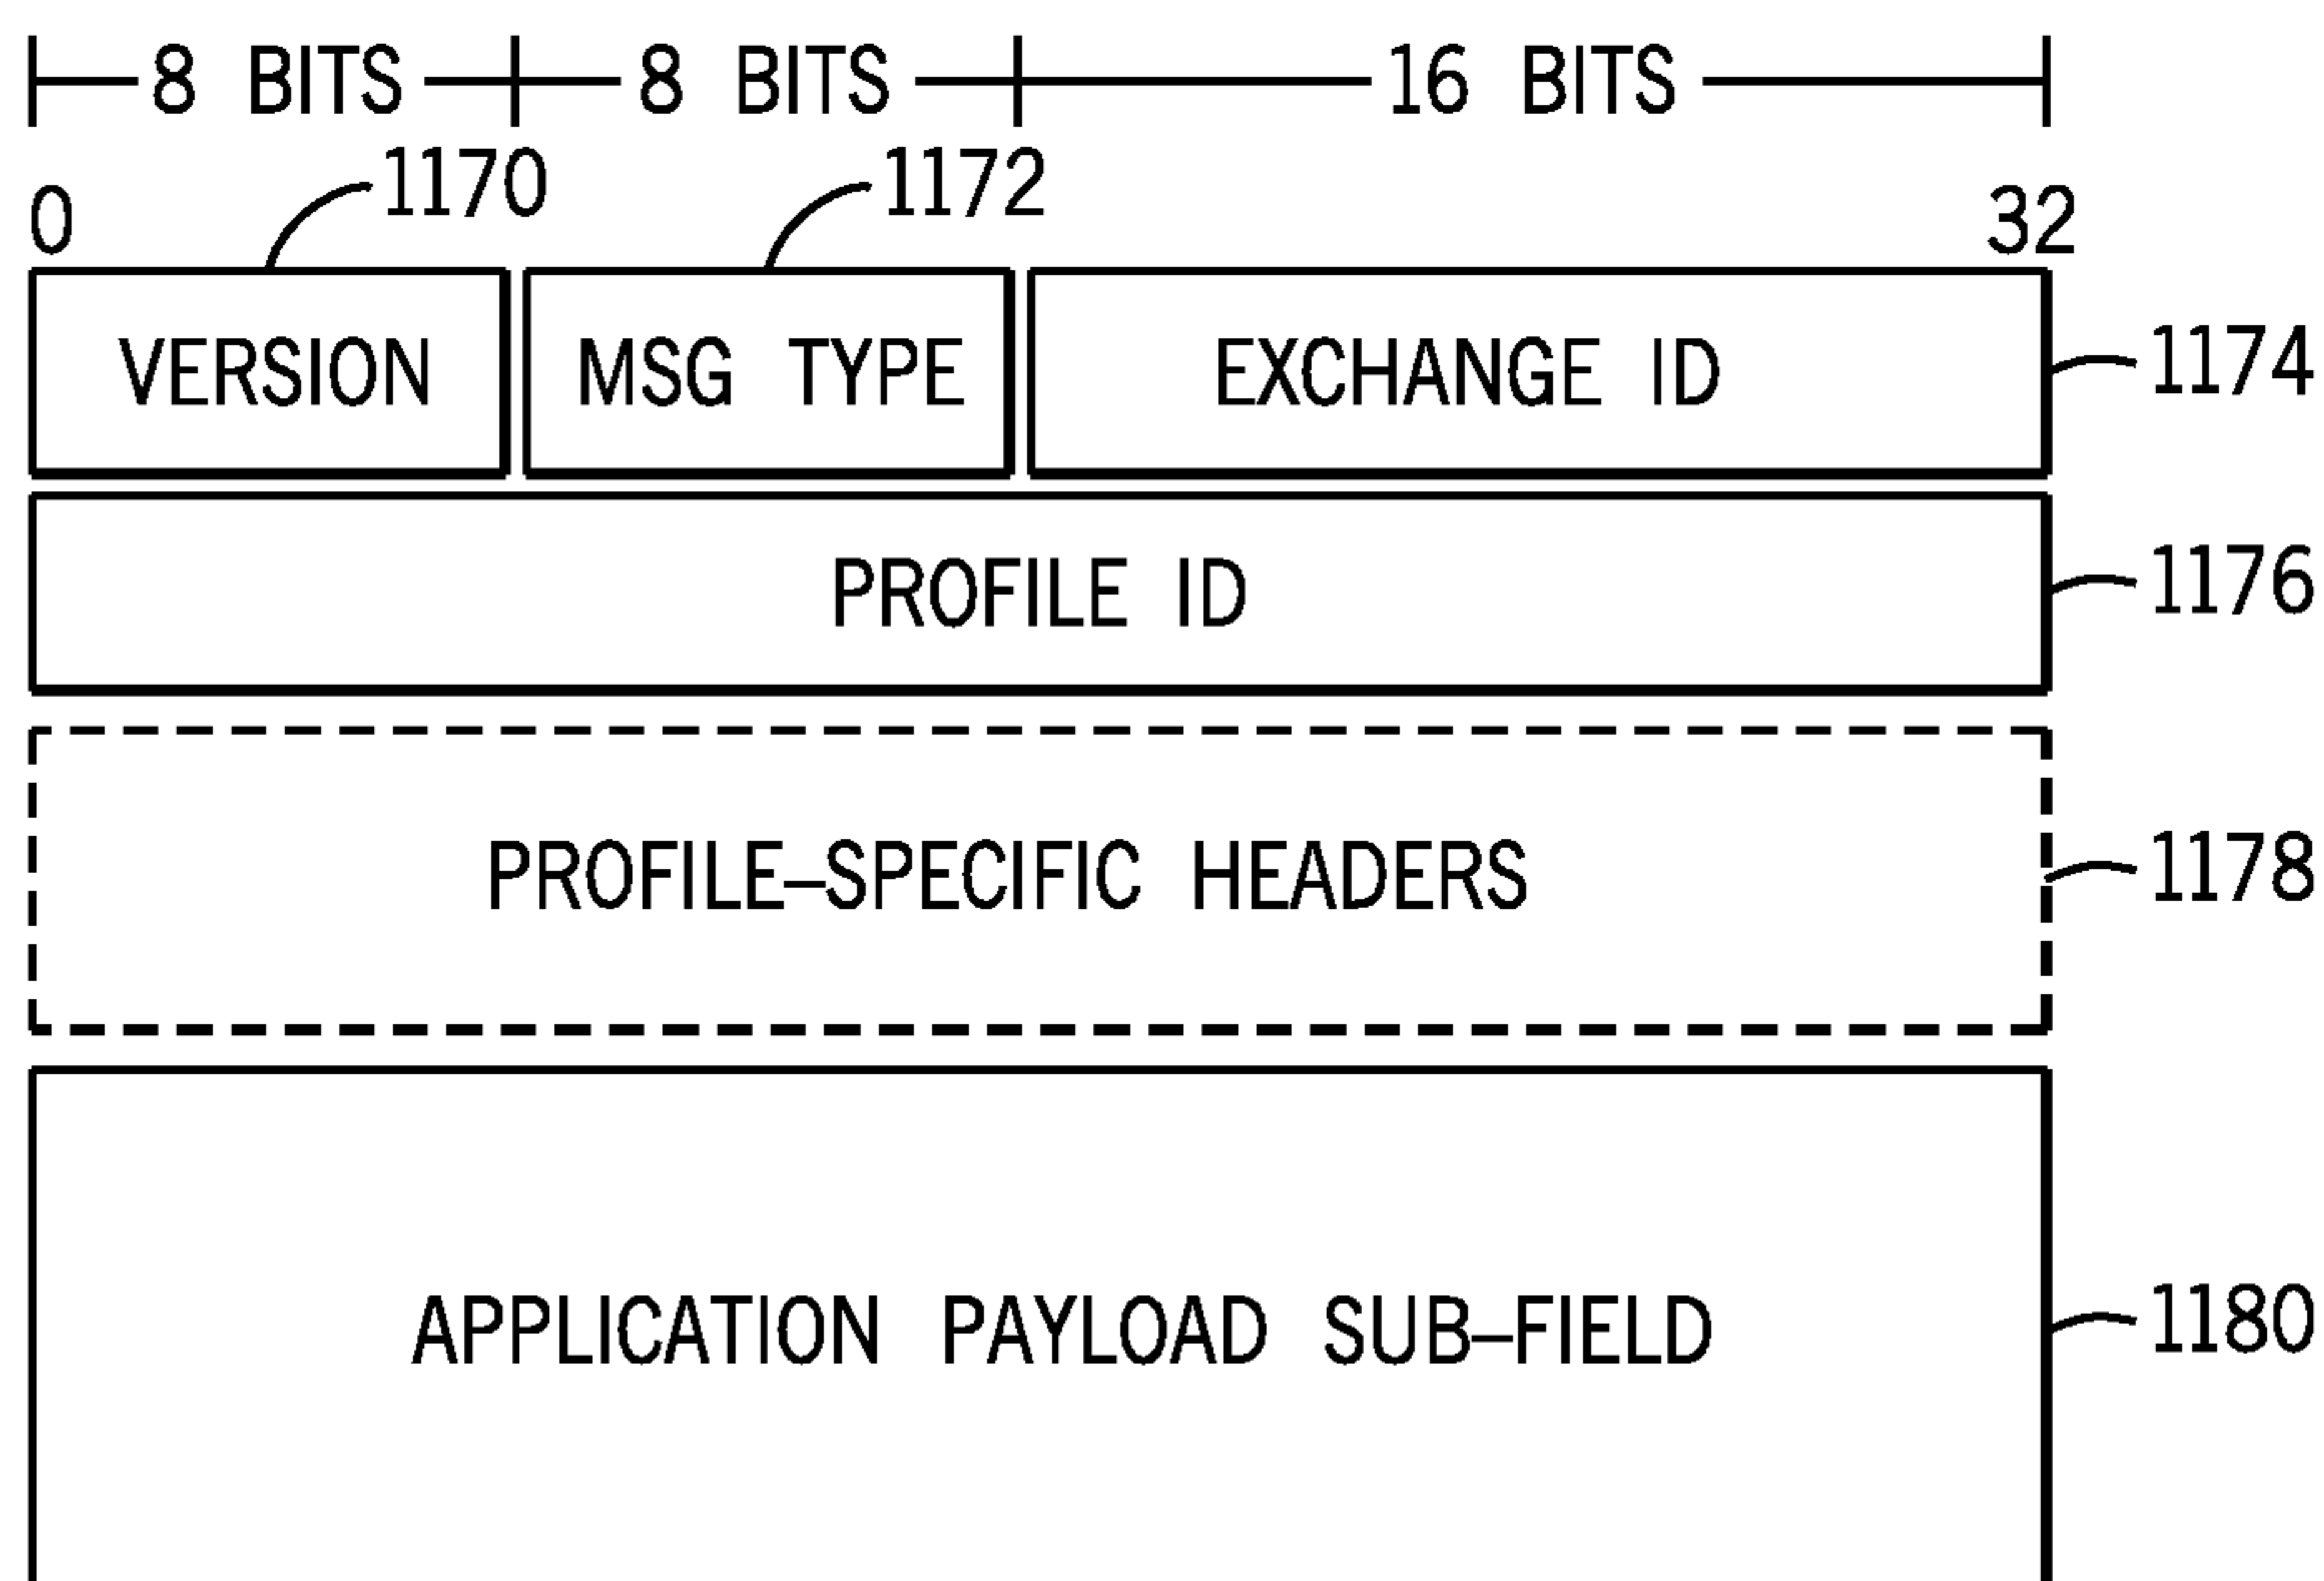 8 BITS 8 BITS 16 BITS
1170 1172
0 32
VERSION MSG TYPE EXCHANGE ID 1174
PROFILE ID 1176
PROFILE–SPECIFIC HEADERS 1178
APPLICATION PAYLOAD SUB–FIELD 1180